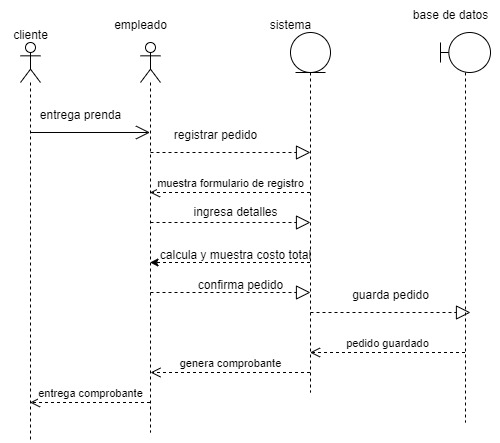 cliente
empleado
sistema
base de datos
entrega prenda
registrar pedido
muestra formulario de registro
ingresa detalles
calcula y muestra costo total
confirma pedido
guarda pedido
pedido guardado
genera comprobante
entrega comprobante